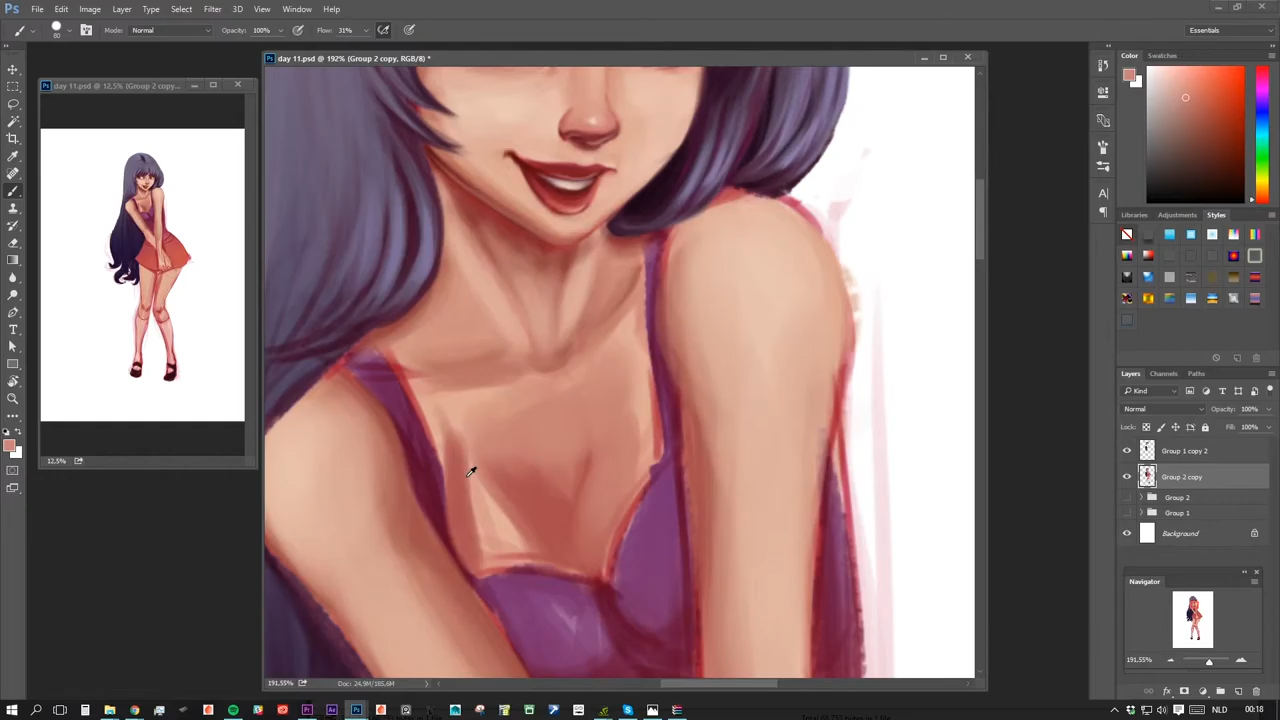 Ps File Edit Image Layer Type Select Filter 3D View Window Help
80 Mode: Normal Opacity: 100% Flow: 31% Essentials
day 11.psd @ 192% (Group 2 copy, RGB/8) *
day 11.psd @ 12,5% (Group 2 copy...
Color Swatches
Libraries Adjustments Styles
Layers Channels Paths
Kind
Normal Opacity: 100%
Lock: Fill: 100%
Group 1 copy 2
Group 2 copy
Group 2
Group 1
Background
Navigator
191,55%
12,5%
191,55% Doc: 24,9M/185,6M
NLD 00:18